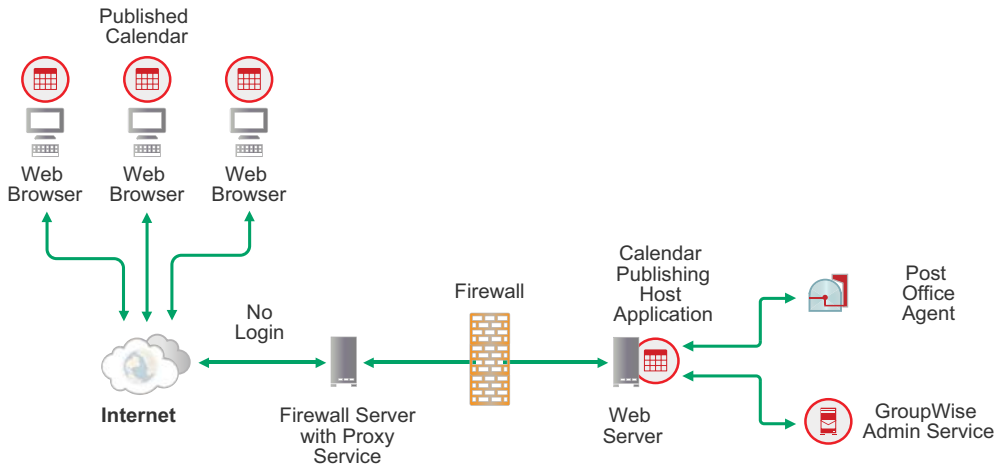 Published
Calendar
Web
Browser
Web
Browser
Web
Browser
No
Login
Internet
Firewall Server
with Proxy
Service
Firewall
Calendar
Publishing
Host
Application
Web
Server
Post
Office
Agent
GroupWise
Admin Service